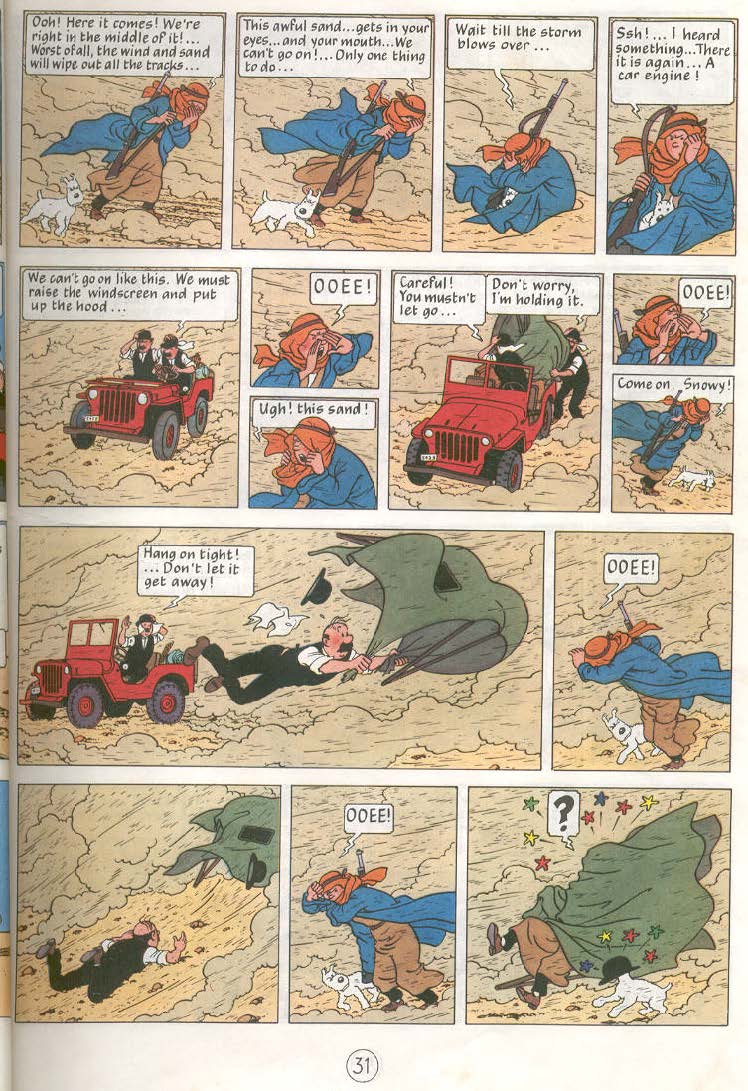 Ooh! Here it comes! We're
right in the middle of it!...
Worst of all, the wind and sand
will wipe out all the tracks...
This awful sand...gets in your
eyes...and your mouth...We
can't go on!... Only one thing
to do...
Wait till the storm
blows over ...
Ssh!... I heard
something...There
it is again... A
car engine!
We can't go on like this. We must
raise the windscreen and put
up the hood ...
OOEE!
Ugh! this sand!
Careful!
You mustn't
let go...
Don't worry,
I'm holding it.
OOEE!
Come on Snowy!
Hang on tight!
... Don't let it
get away!
OOEE!
OOEE!
?
31